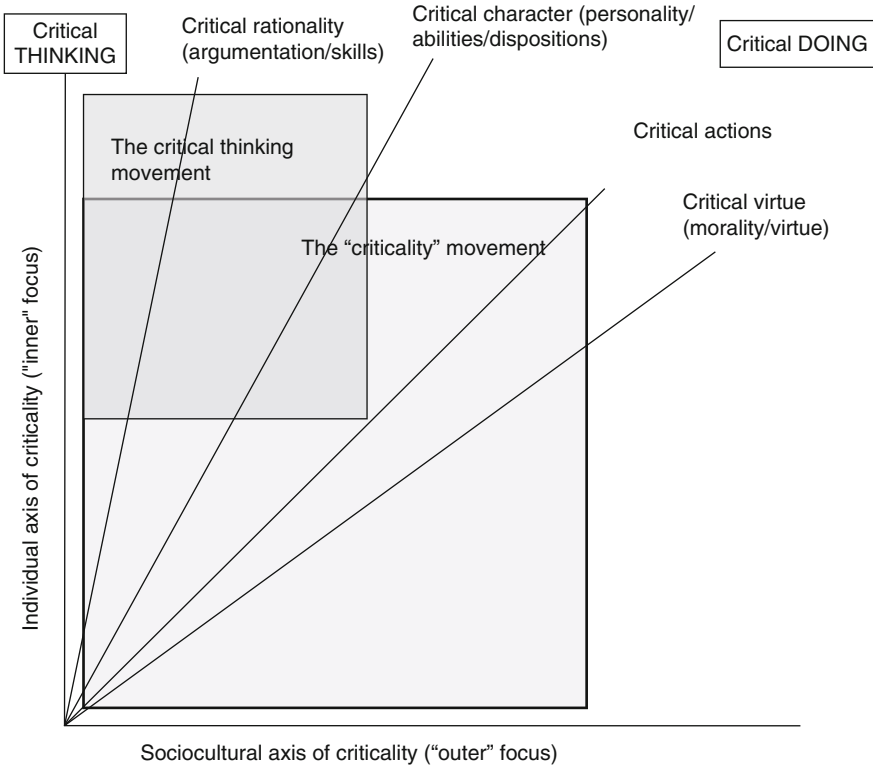 Critical
THINKING
Critical rationality
(argumentation/skills)
Critical character (personality/
abilities/dispositions)
Critical DOING
The critical thinking
movement
Critical actions
Critical virtue
(morality/virtue)
The “criticality” movement
Individual axis of criticality ("inner" focus)
Sociocultural axis of criticality (“outer” focus)